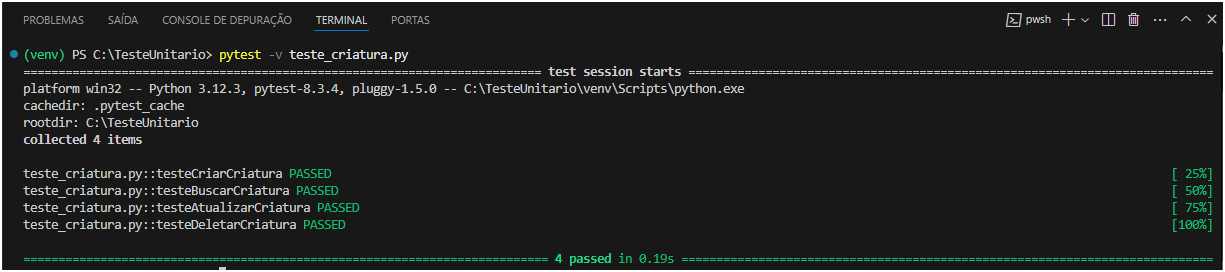 PROBLEMAS SAÍDA CONSOLE DE DEPURAÇÃO TERMINAL PORTAS pwsh
(venv) PS C:\TesteUnitario> pytest -v teste_criatura.py
========================================================================== test session starts ===========================================================================
platform win32 -- Python 3.12.3, pytest-8.3.4, pluggy-1.5.0 -- C:\TesteUnitario\venv\Scripts\python.exe
cachedir: .pytest_cache
rootdir: C:\TesteUnitario
collected 4 items
teste_criatura.py::testeCriarCriatura PASSED [ 25%]
teste_criatura.py::testeBuscarCriatura PASSED [ 50%]
teste_criatura.py::testeAtualizarCriatura PASSED [ 75%]
teste_criatura.py::testeDeletarCriatura PASSED [100%]
=========================================================================== 4 passed in 0.19s ============================================================================